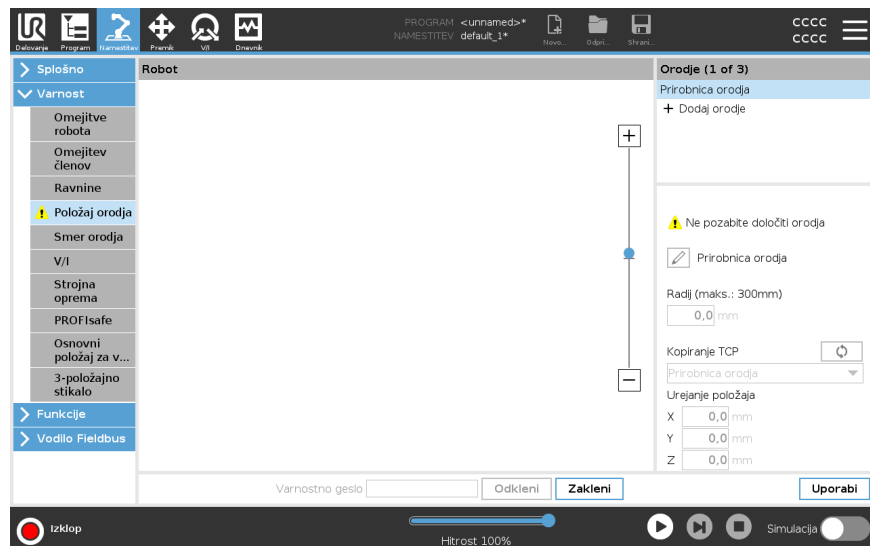 PROGRAM <unnamed>*
NAMESTITEV default_1*
Delovanje Program Namestitev Premik V/I Dnevnik
Novo... Odpri... Shrani...
cccc
cccc
Splošno
Varnost
Omejitve
robota
Omejitev
členov
Ravnine
Položaj orodja
Smer orodja
V/I
Strojna
oprema
PROFIsafe
Osnovni
položaj za v...
3-položajno
stikalo
Funkcije
Vodilo Fieldbus
Robot
Orodje (1 of 3)
Prirobnica orodja
+ Dodaj orodje
Ne pozabite določiti orodja
Prirobnica orodja
Radij (maks.: 300mm)
0,0 mm
Kopiranje TCP
Prirobnica orodja
Urejanje položaja
X 0,0 mm
Y 0,0 mm
Z 0,0 mm
Varnostno geslo Odkleni Zakleni Uporabi
Izklop
Hitrost 100%
Simulacija